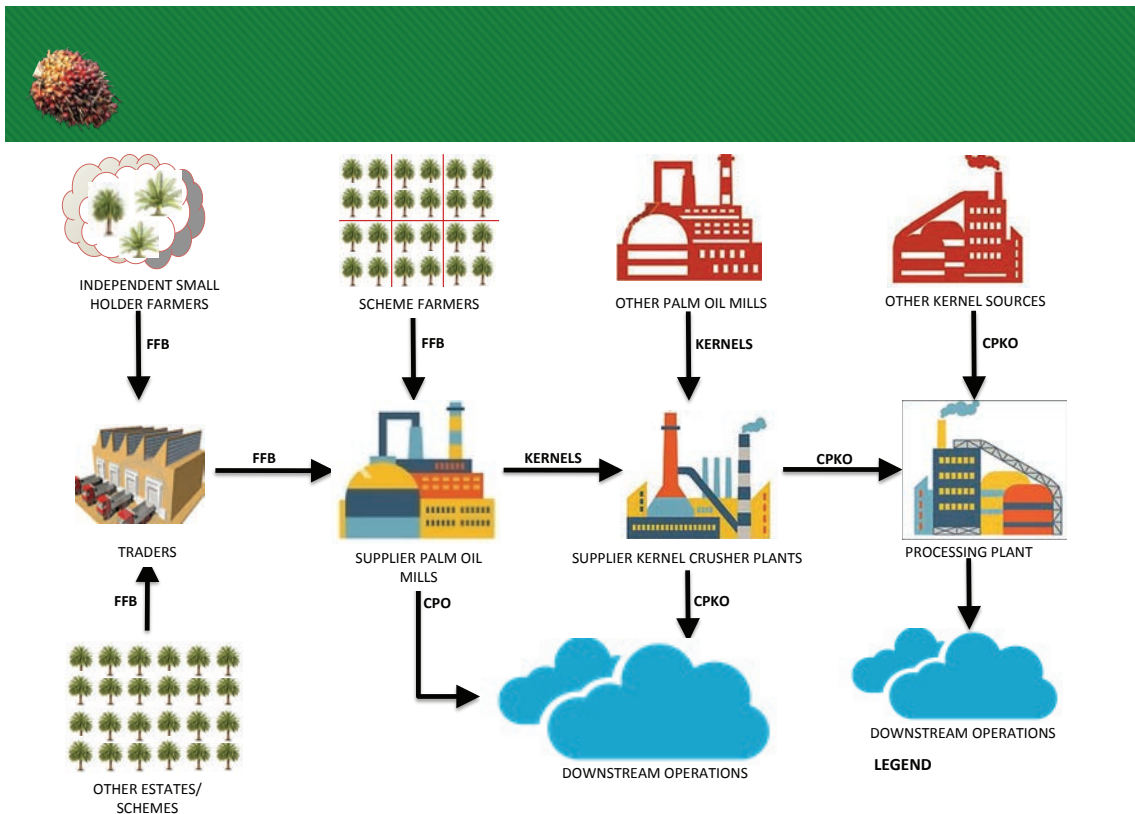 INDEPENDENT SMALL
HOLDER FARMERS
SCHEME FARMERS
OTHER PALM OIL MILLS
OTHER KERNEL SOURCES
FFB
FFB
KERNELS
CPKO
FFB
KERNELS
CPKO
TRADERS
SUPPLIER PALM OIL
MILLS
SUPPLIER KERNEL CRUSHER PLANTS
PROCESSING PLANT
FFB
CPO
CPKO
OTHER ESTATES/
SCHEMES
DOWNSTREAM OPERATIONS
DOWNSTREAM OPERATIONS
LEGEND